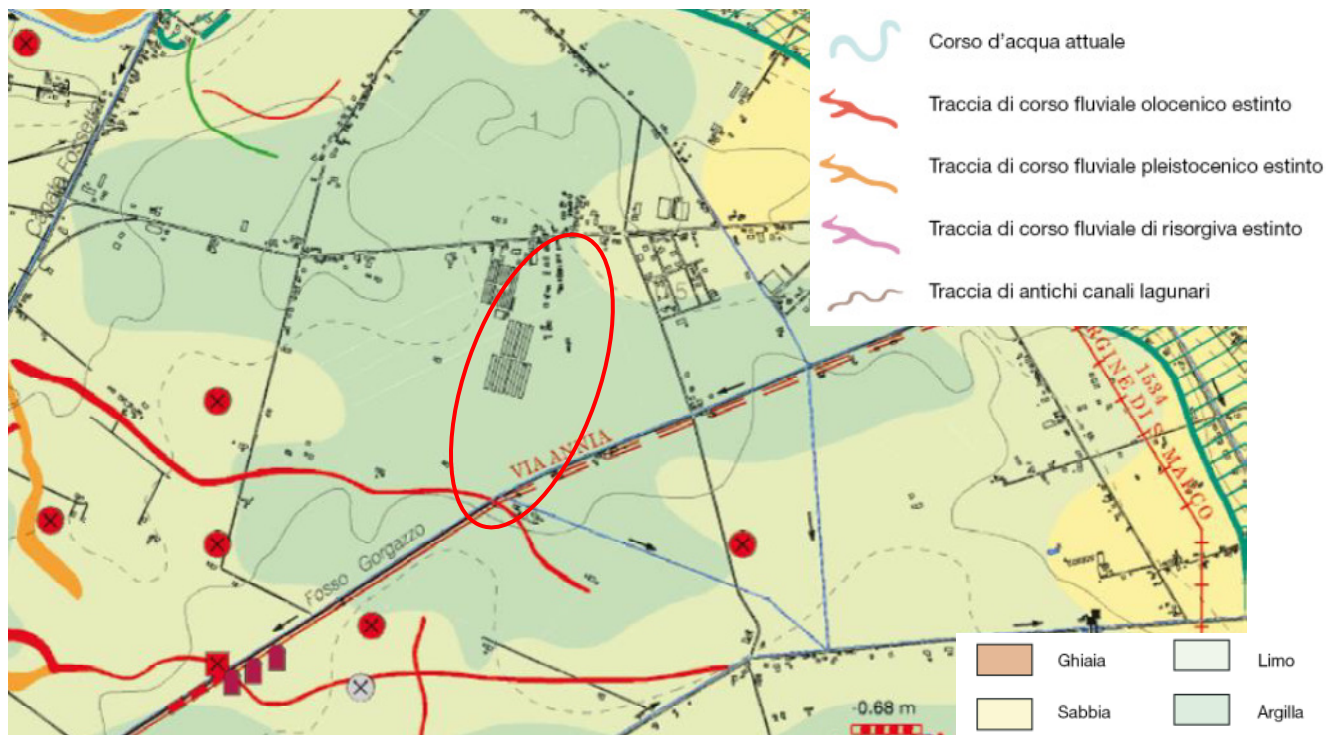 Corso d'acqua attuale
Traccia di corso fluviale olocenico estinto
Traccia di corso fluviale pleistocenico estinto
Traccia di corso fluviale di risorgiva estinto
Traccia di antichi canali lagunari
1
5
VIA ANNIA
Fosso Gorgazzo
1534
ARGINE DI S. MARCO
-0.68 m
Ghiaia
Limo
Sabbia
Argilla